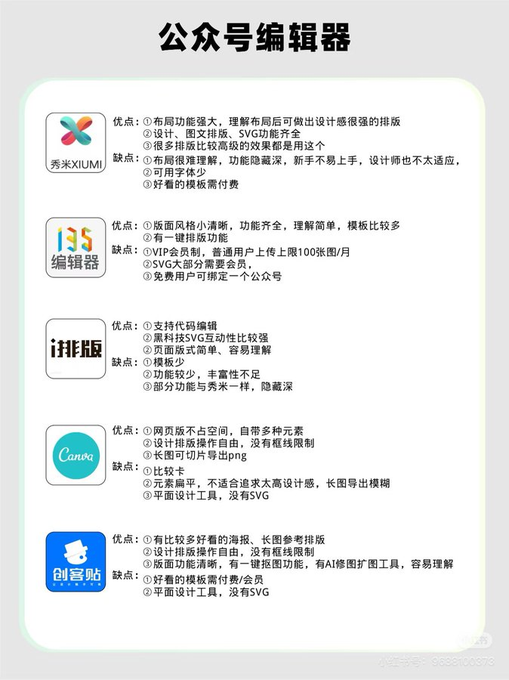 公众号编辑器
秀米XIUMI
优点：①布局功能强大，理解布局后可做出设计感很强的排版
②设计、图文排版、SVG功能齐全
③很多排版比较高级的效果都是用这个
缺点：①布局很难理解，功能隐藏深，新手不易上手，设计师也不太适应，
②可用字体少
③好看的模板需付费
135
编辑器
优点：①版面风格小清晰，功能齐全，理解简单，模板比较多
②有一键排版功能
缺点：①VIP会员制，普通用户上传上限100张图/月
②SVG大部分需要会员，
③免费用户可绑定一个公众号
i排版
优点：①支持代码编辑
②黑科技SVG互动性比较强
②页面版式简单、容易理解
缺点：①模板少
②功能较少，丰富性不足
③部分功能与秀米一样，隐藏深
Canva
优点：①网页版不占空间，自带多种元素
②设计排版操作自由，没有框线限制
③长图可切片导出png
缺点：①比较卡
②元素扁平，不适合追求太高设计感，长图导出模糊
③平面设计工具，没有SVG
创客贴
优点：①有比较多好看的海报、长图参考排版
②设计排版操作自由，没有框线限制
③版面功能清晰，有一键抠图功能，有AI修图扩图工具，容易理解
缺点：①好看的模板需付费/会员
②平面设计工具，没有SVG
小红书号：9638100373